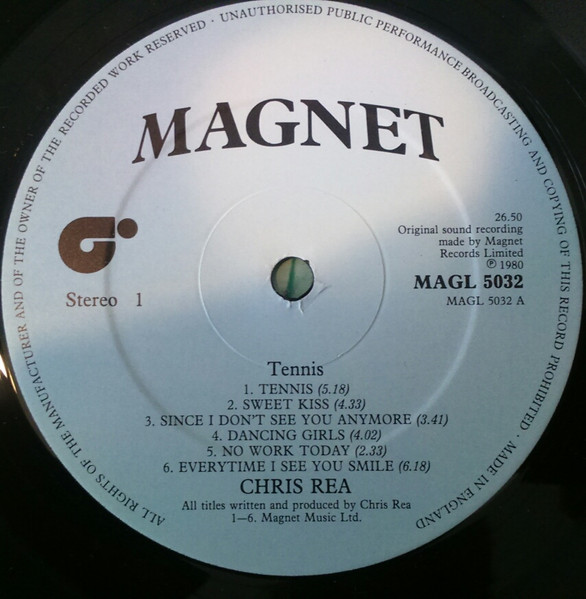 ALL RIGHTS OF THE MANUFACTURER AND OF THE OWNER OF THE RECORDED WORK RESERVED · UNAUTHORISED PUBLIC PERFORMANCE BROADCASTING AND COPYING OF THIS RECORD PROHIBITED · MADE IN ENGLAND
MAGNET
26.50
Original sound recording
made by Magnet
Records Limited
℗ 1980
MAGL 5032
MAGL 5032 A
Stereo 1
Tennis
1. TENNIS (5.18)
2. SWEET KISS (4.33)
3. SINCE I DON'T SEE YOU ANYMORE (3.41)
4. DANCING GIRLS (4.02)
5. NO WORK TODAY (2.33)
6. EVERYTIME I SEE YOU SMILE (6.18)
CHRIS REA
All titles written and produced by Chris Rea
1—6. Magnet Music Ltd.